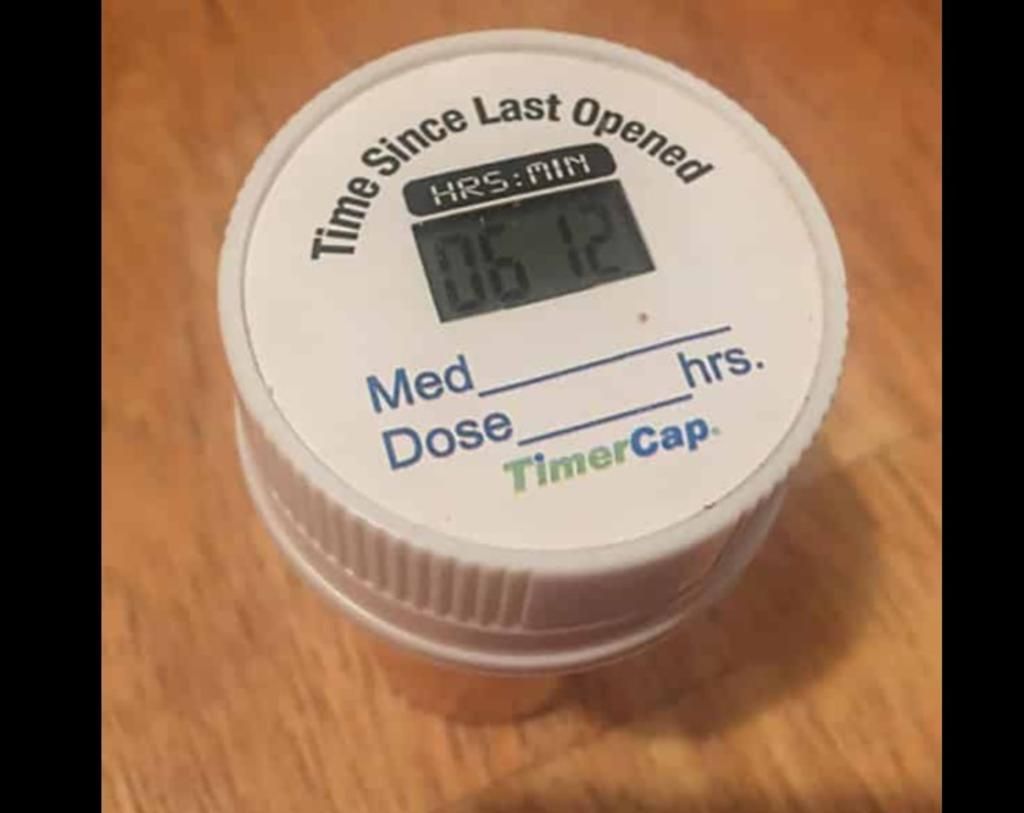 Time Since Last Opened
HRS:MIN
06 12
Med
hrs.
Dose
TimerCap